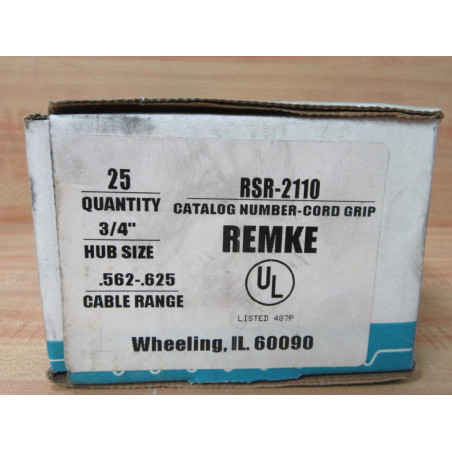 25
QUANTITY
3/4"
HUB SIZE
.562-.625
CABLE RANGE
RSR-2110
CATALOG NUMBER-CORD GRIP
REMKE
UL
LISTED 487P
Wheeling, IL. 60090